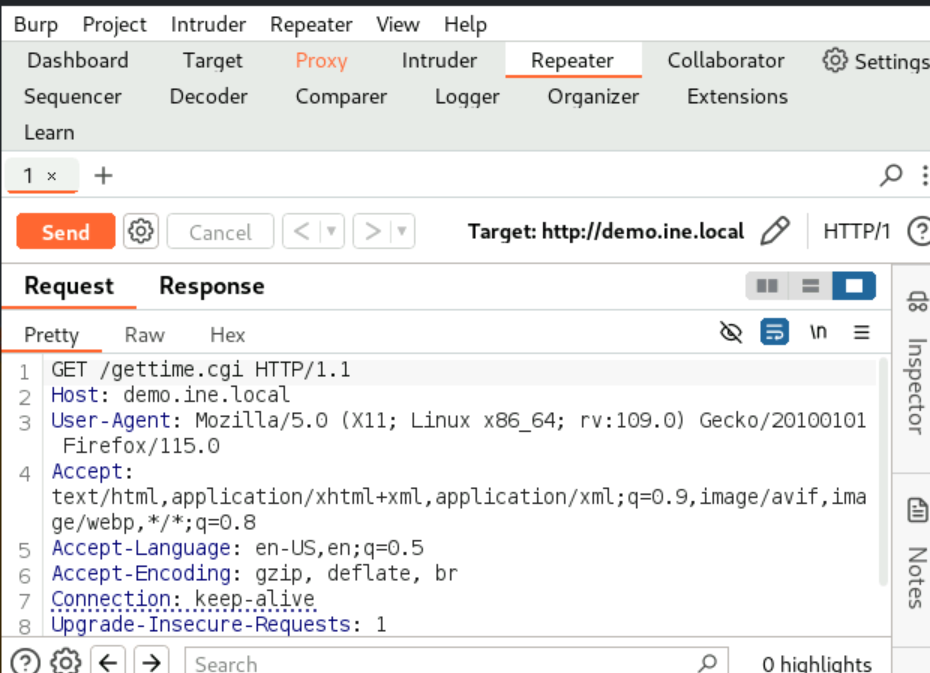 Burp Project Intruder Repeater View Help
Dashboard Target Proxy Intruder Repeater Collaborator Settings
Sequencer Decoder Comparer Logger Organizer Extensions
Learn
1 × +
Send Cancel < > Target: http://demo.ine.local HTTP/1 ?
Request Response
Pretty Raw Hex \n
1 GET /gettime.cgi HTTP/1.1
2 Host: demo.ine.local
3 User-Agent: Mozilla/5.0 (X11; Linux x86_64; rv:109.0) Gecko/20100101
Firefox/115.0
4 Accept:
text/html,application/xhtml+xml,application/xml;q=0.9,image/avif,ima
ge/webp,*/*;q=0.8
5 Accept-Language: en-US,en;q=0.5
6 Accept-Encoding: gzip, deflate, br
7 Connection: keep-alive
8 Upgrade-Insecure-Requests: 1
? Search 0 highlights
Inspector
Notes